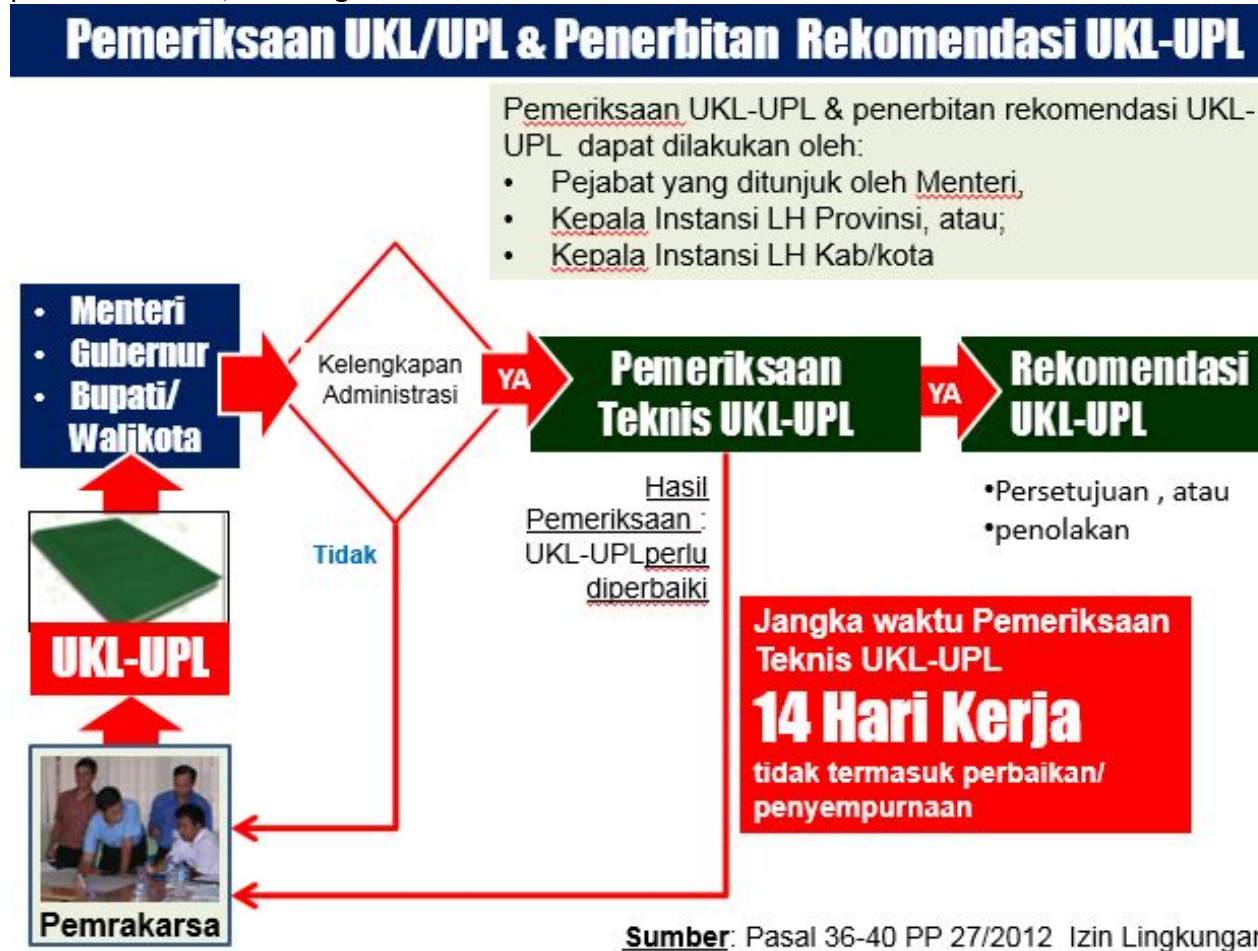 Pemeriksaan UKL/UPL & Penerbitan Rekomendasi UKL-UPL
Pemeriksaan UKL-UPL & penerbitan rekomendasi UKL-
UPL dapat dilakukan oleh:
• Pejabat yang ditunjuk oleh Menteri,
• Kepala Instansi LH Provinsi, atau;
• Kepala Instansi LH Kab/kota
• Menteri
• Gubernur
• Bupati/
Walikota
Kelengkapan
Administrasi
YA
Pemeriksaan
Teknis UKL-UPL
YA
Rekomendasi
UKL-UPL
Tidak
Hasil
Pemeriksaan :
UKL-UPLperlu
diperbaiki
•Persetujuan , atau
•penolakan
UKL-UPL
Jangka waktu Pemeriksaan
Teknis UKL-UPL
14 Hari Kerja
tidak termasuk perbaikan/
penyempurnaan
Pemrakarsa
Sumber: Pasal 36-40 PP 27/2012 Izin Lingkungan